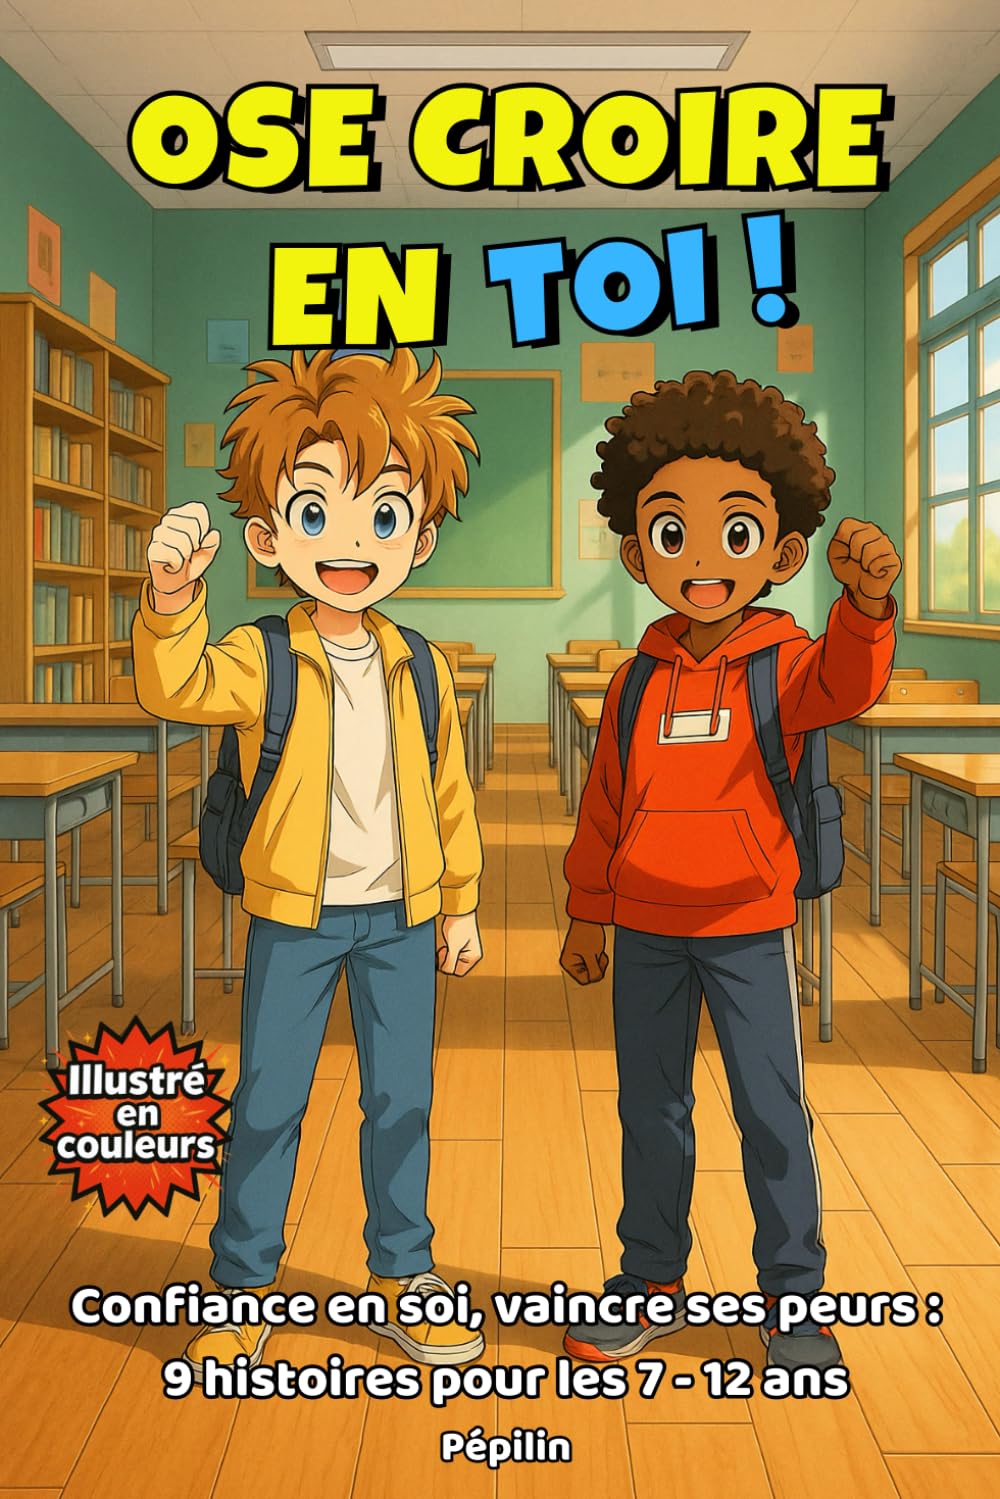 OSE CROIRE
EN TOI !
Illustré
en
couleurs
Confiance en soi, vaincre ses peurs :
9 histoires pour les 7 - 12 ans
Pépilin